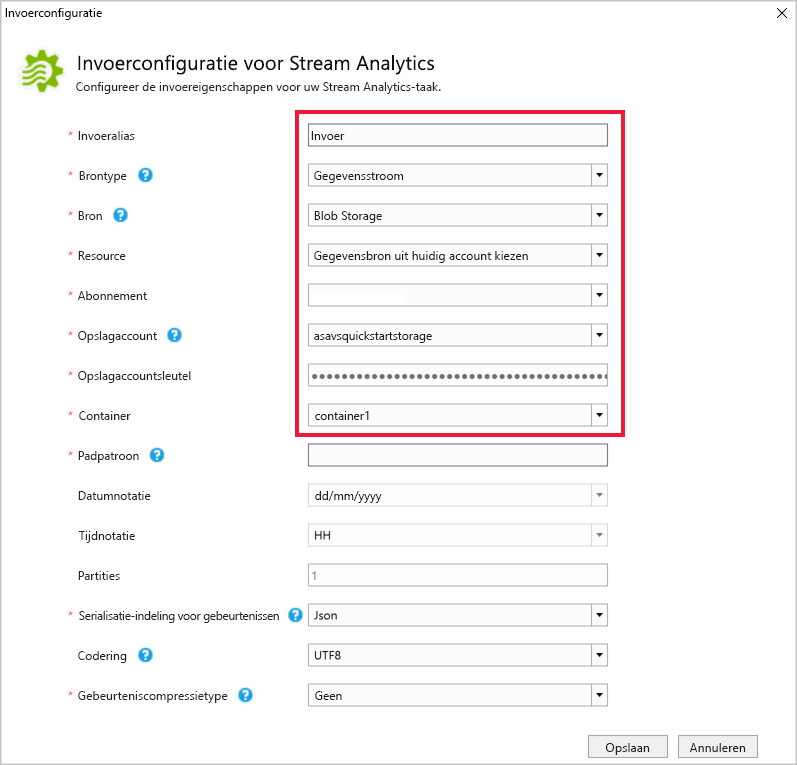 Invoerconfiguratie
Invoerconfiguratie voor Stream Analytics
Configureer de invoereigenschappen voor uw Stream Analytics-taak.
* Invoeralias Invoer
* Brontype ? Gegevensstroom
* Bron ? Blob Storage
* Resource Gegevensbron uit huidig account kiezen
* Abonnement
* Opslagaccount ? asavsquickstartstorage
* Opslagaccountsleutel ●●●●●●●●●●●●●●●●●●●●●●●●●●●●●●●●●●●●●●
* Container container1
* Padpatroon ?
Datumnotatie dd/mm/yyyy
Tijdnotatie HH
Partities 1
* Serialisatie-indeling voor gebeurtenissen ? Json
Codering ? UTF8
* Gebeurteniscompressietype ? Geen
Opslaan Annuleren